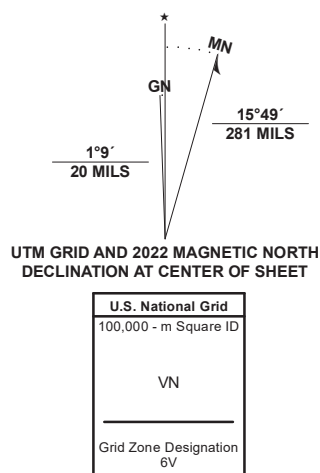 MN
GN
15°49´
281 MILS
1°9´
20 MILS
UTM GRID AND 2022 MAGNETIC NORTH
DECLINATION AT CENTER OF SHEET
U.S. National Grid
100,000 - m Square ID
VN
Grid Zone Designation
6V